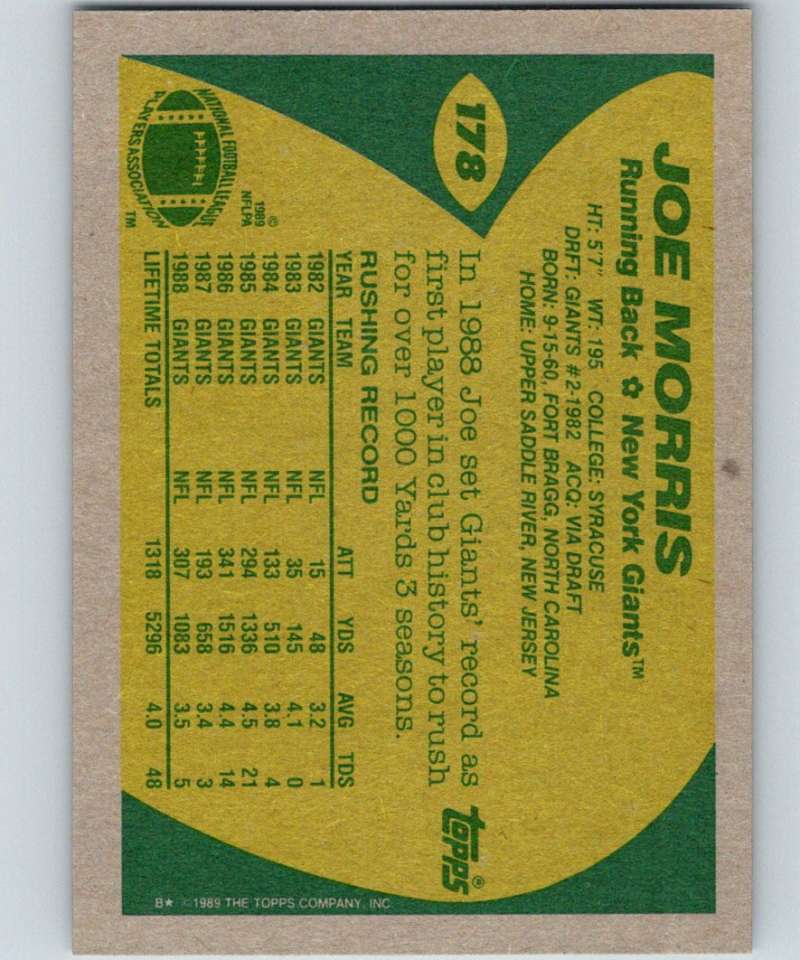 178
JOE MORRIS
Running Back ✿ New York Giants™
HT: 5'7" WT: 195 COLLEGE: SYRACUSE
DRFT: GIANTS #2-1982 ACQ: VIA DRAFT
BORN: 9-15-60, FORT BRAGG, NORTH CAROLINA
HOME: UPPER SADDLE RIVER, NEW JERSEY
In 1988 Joe set Giants' record as
first player in club history to rush
for over 1000 Yards 3 seasons.
topps®
RUSHING RECORD
YEAR TEAM ATT YDS AVG TDS
1982 GIANTS NFL 15 48 3.2 1
1983 GIANTS NFL 35 145 4.1 0
1984 GIANTS NFL 133 510 3.8 4
1985 GIANTS NFL 294 1336 4.5 21
1986 GIANTS NFL 341 1516 4.4 14
1987 GIANTS NFL 193 658 3.4 3
1988 GIANTS NFL 307 1083 3.5 5
LIFETIME TOTALS 1318 5296 4.0 48
NATIONAL FOOTBALL LEAGUE
PLAYERS ASSOCIATION
TM
©
1989
NFLPA
B★ ©1989 THE TOPPS COMPANY, INC